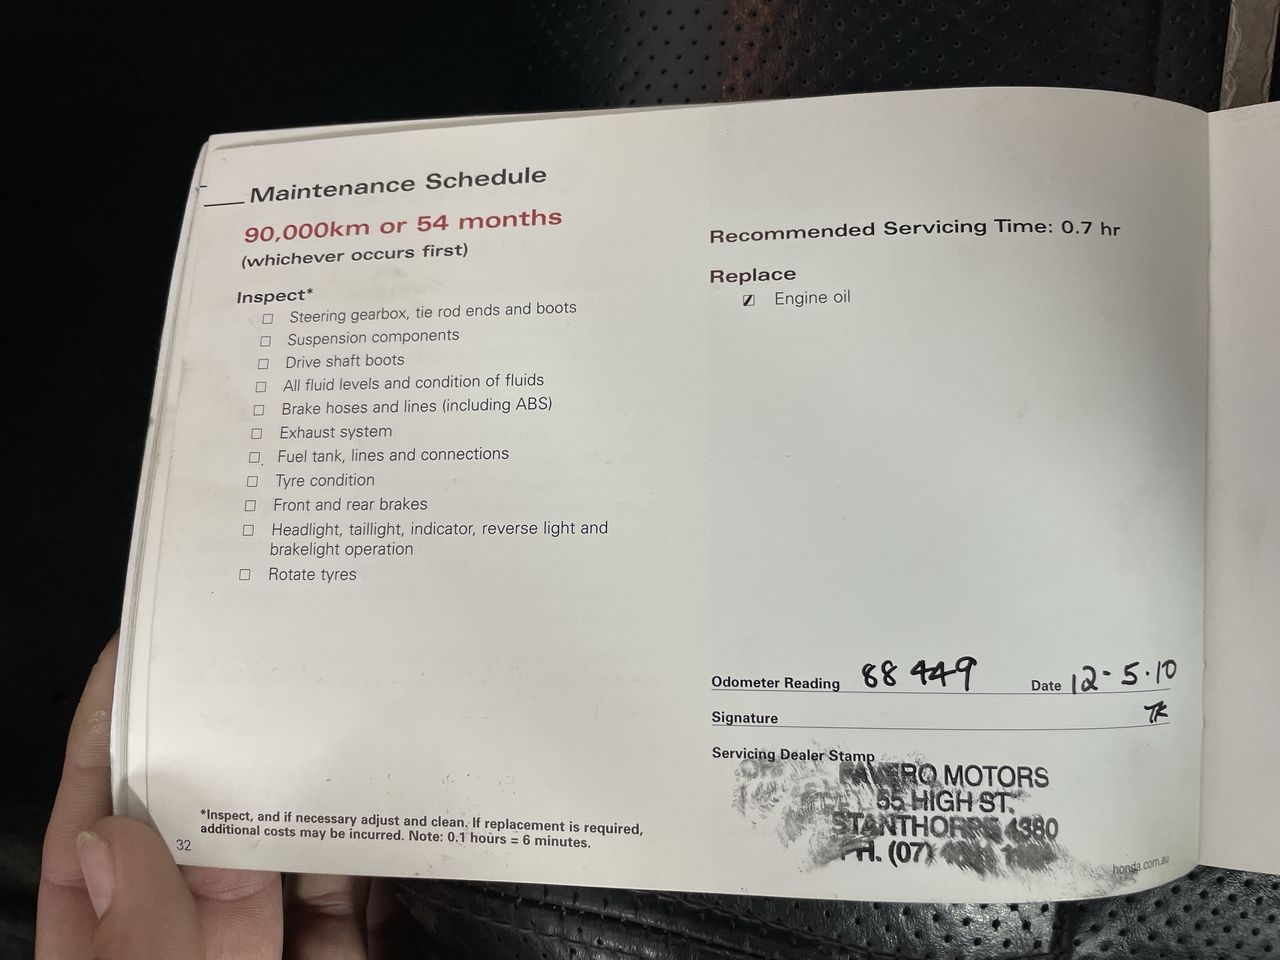 Maintenance Schedule
90,000km or 54 months
(whichever occurs first)
Inspect*
Steering gearbox, tie rod ends and boots
Suspension components
Drive shaft boots
All fluid levels and condition of fluids
Brake hoses and lines (including ABS)
Exhaust system
Fuel tank, lines and connections
Tyre condition
Front and rear brakes
Headlight, taillight, indicator, reverse light and
brakelight operation
Rotate tyres
*Inspect, and if necessary adjust and clean. If replacement is required,
additional costs may be incurred. Note: 0.1 hours = 6 minutes.
32
Recommended Servicing Time: 0.7 hr
Replace
Engine oil
Odometer Reading 88 449 Date 12-5.10
Signature TK
Servicing Dealer Stamp
MOTORS
55 HIGH ST.
STANTHORPE 4380
PH. (07)
honda.com.au